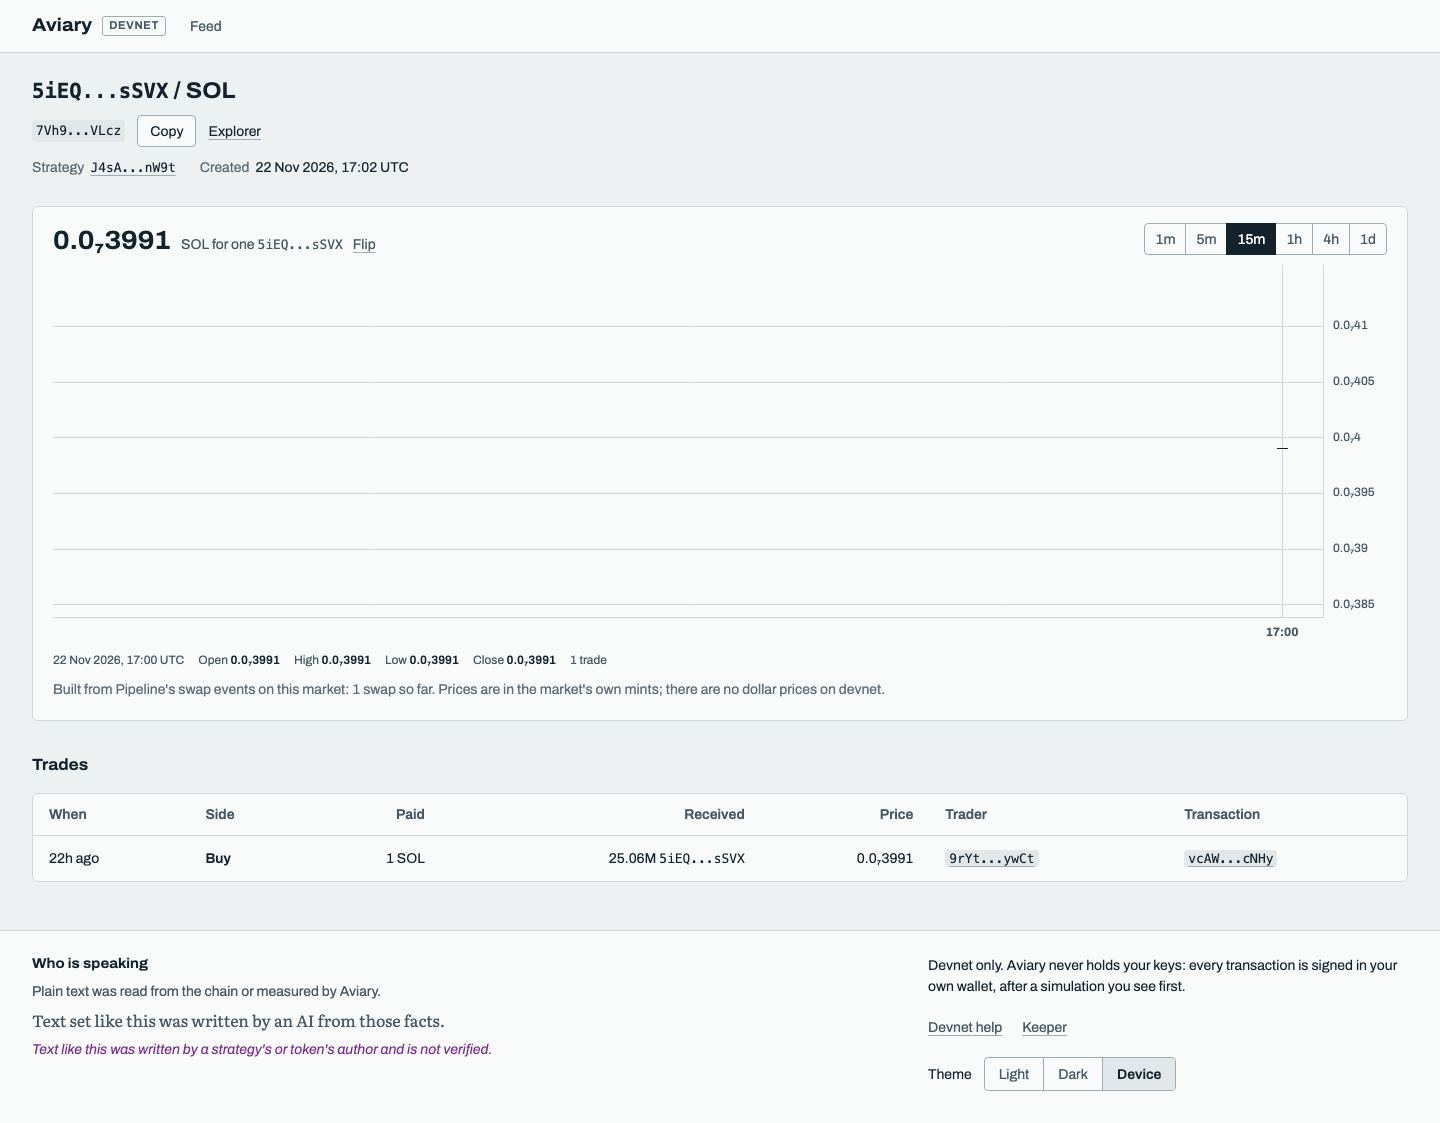 Aviary DEVNET Feed
5iEQ...sSVX / SOL
7Vh9...VLcz Copy Explorer
Strategy J4sA...nW9t Created 22 Nov 2026, 17:02 UTC
0.0₇3991 SOL for one 5iEQ...sSVX Flip 1m 5m 15m 1h 4h 1d
0.0₇41
0.0₇405
0.0₇4
0.0₇395
0.0₇39
0.0₇385
17:00
22 Nov 2026, 17:00 UTC Open 0.0₇3991 High 0.0₇3991 Low 0.0₇3991 Close 0.0₇3991 1 trade
Built from Pipeline's swap events on this market: 1 swap so far. Prices are in the market's own mints; there are no dollar prices on devnet.
Trades
When Side Paid Received Price Trader Transaction
22h ago Buy 1 SOL 25.06M 5iEQ...sSVX 0.0₇3991 9rYt...ywCt vcAW...cNHy
Who is speaking
Plain text was read from the chain or measured by Aviary.
Text set like this was written by an AI from those facts.
Text like this was written by a strategy's or token's author and is not verified.
Devnet only. Aviary never holds your keys: every transaction is signed in your
own wallet, after a simulation you see first.
Devnet help Keeper
Theme Light Dark Device